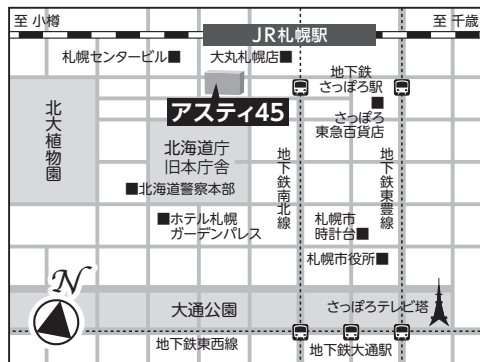 至 小樽
JR札幌駅
至 千歳
札幌センタービル■
大丸札幌店■
地下鉄
さっぽろ駅
アスティ45
さっぽろ
東急百貨店
北大植物園
北海道庁
旧本庁舎
地下鉄南北線
地下鉄東豊線
■北海道警察本部
■ホテル札幌
ガーデンパレス
札幌市
時計台■
札幌市役所■
N
大通公園
さっぽろテレビ塔
地下鉄東西線
地下鉄大通駅